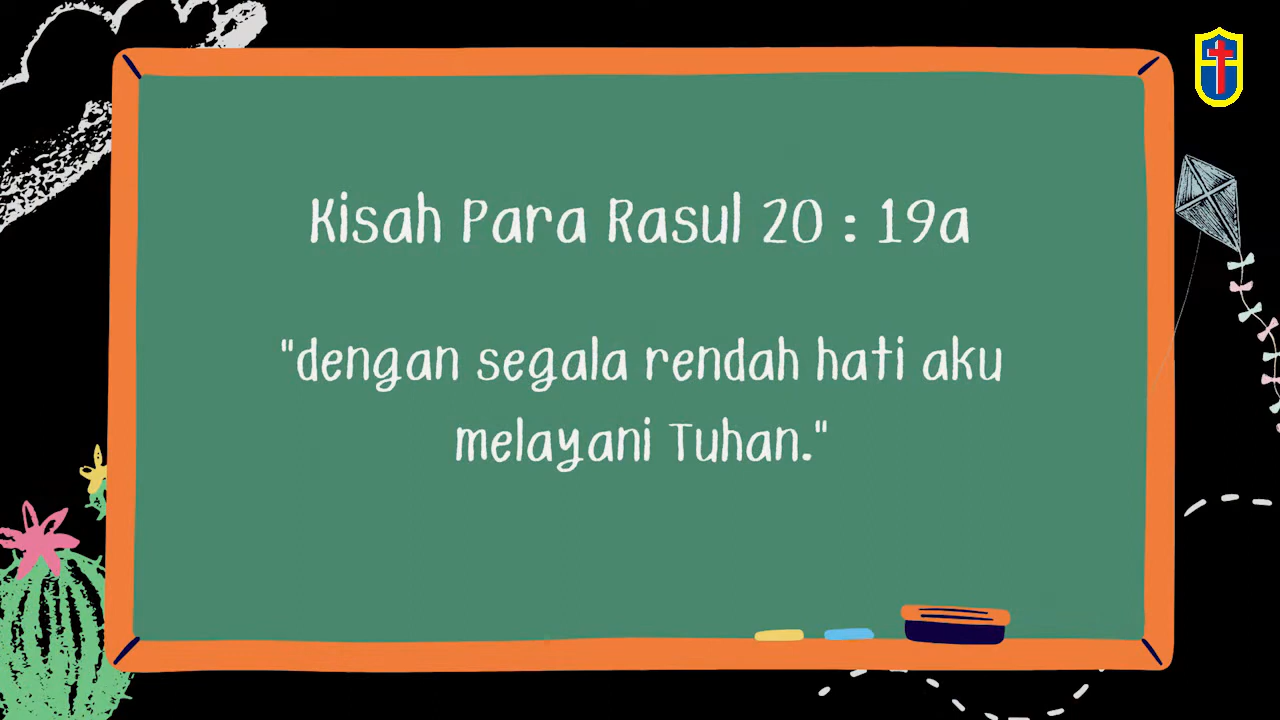 Kisah Para Rasul 20 : 19a
"dengan segala rendah hati aku
melayani Tuhan."